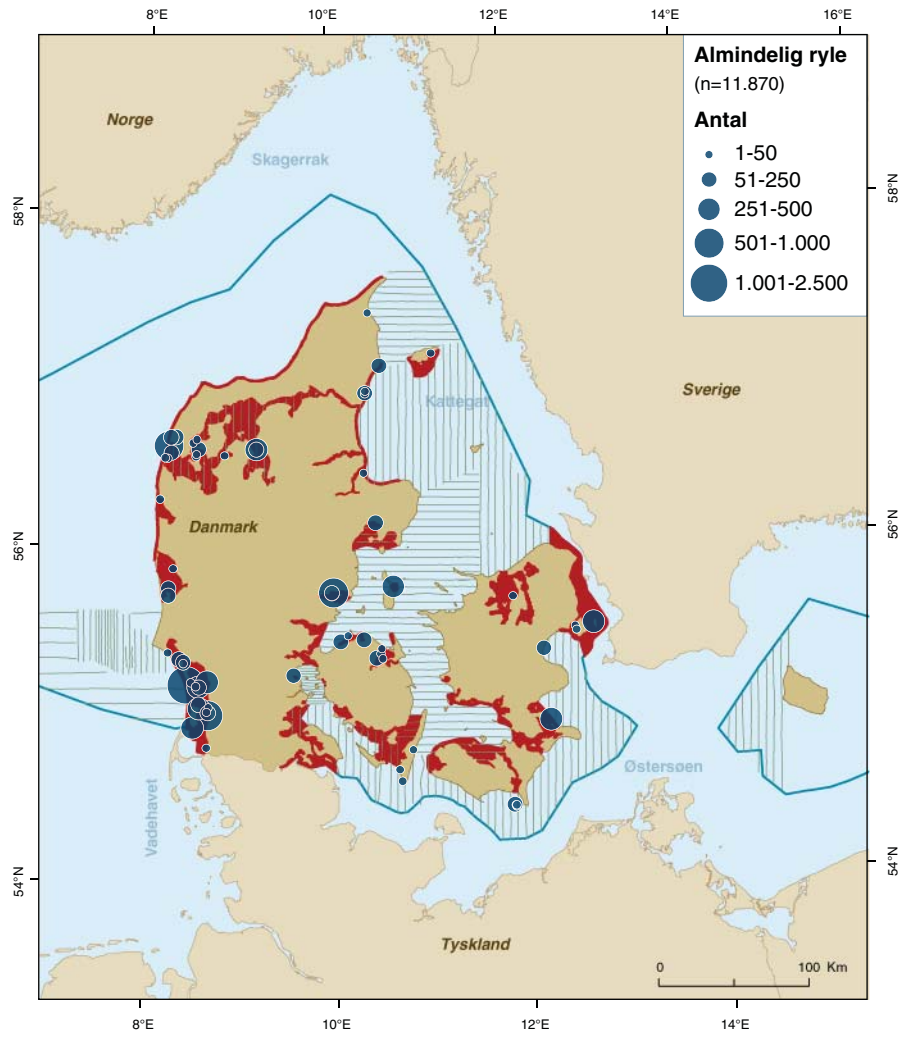 8°E
10°E
12°E
14°E
16°E
Almindelig ryle
(n=11.870)
Antal
1-50
51-250
251-500
501-1.000
1.001-2.500
Norge
Skagerrak
58°N
58°N
Kattegat
Sverige
Danmark
56°N
56°N
Østersøen
Vadehavet
54°N
54°N
Tyskland
0
100 Km
8°E
10°E
12°E
14°E